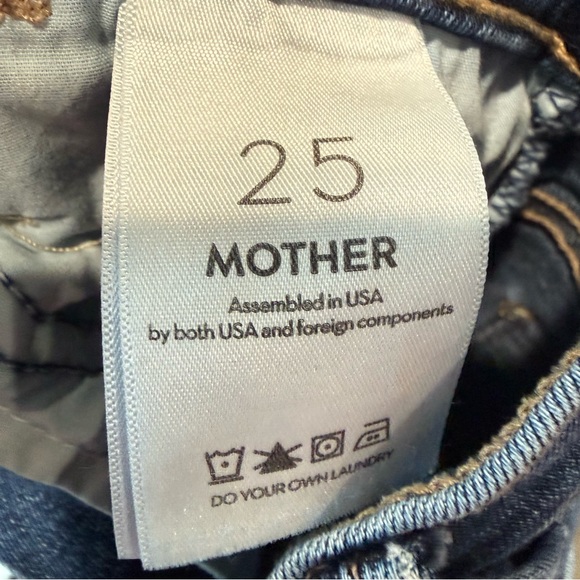 25
MOTHER
Assembled in USA
by both USA and foreign components
DO YOUR OWN LAUNDRY